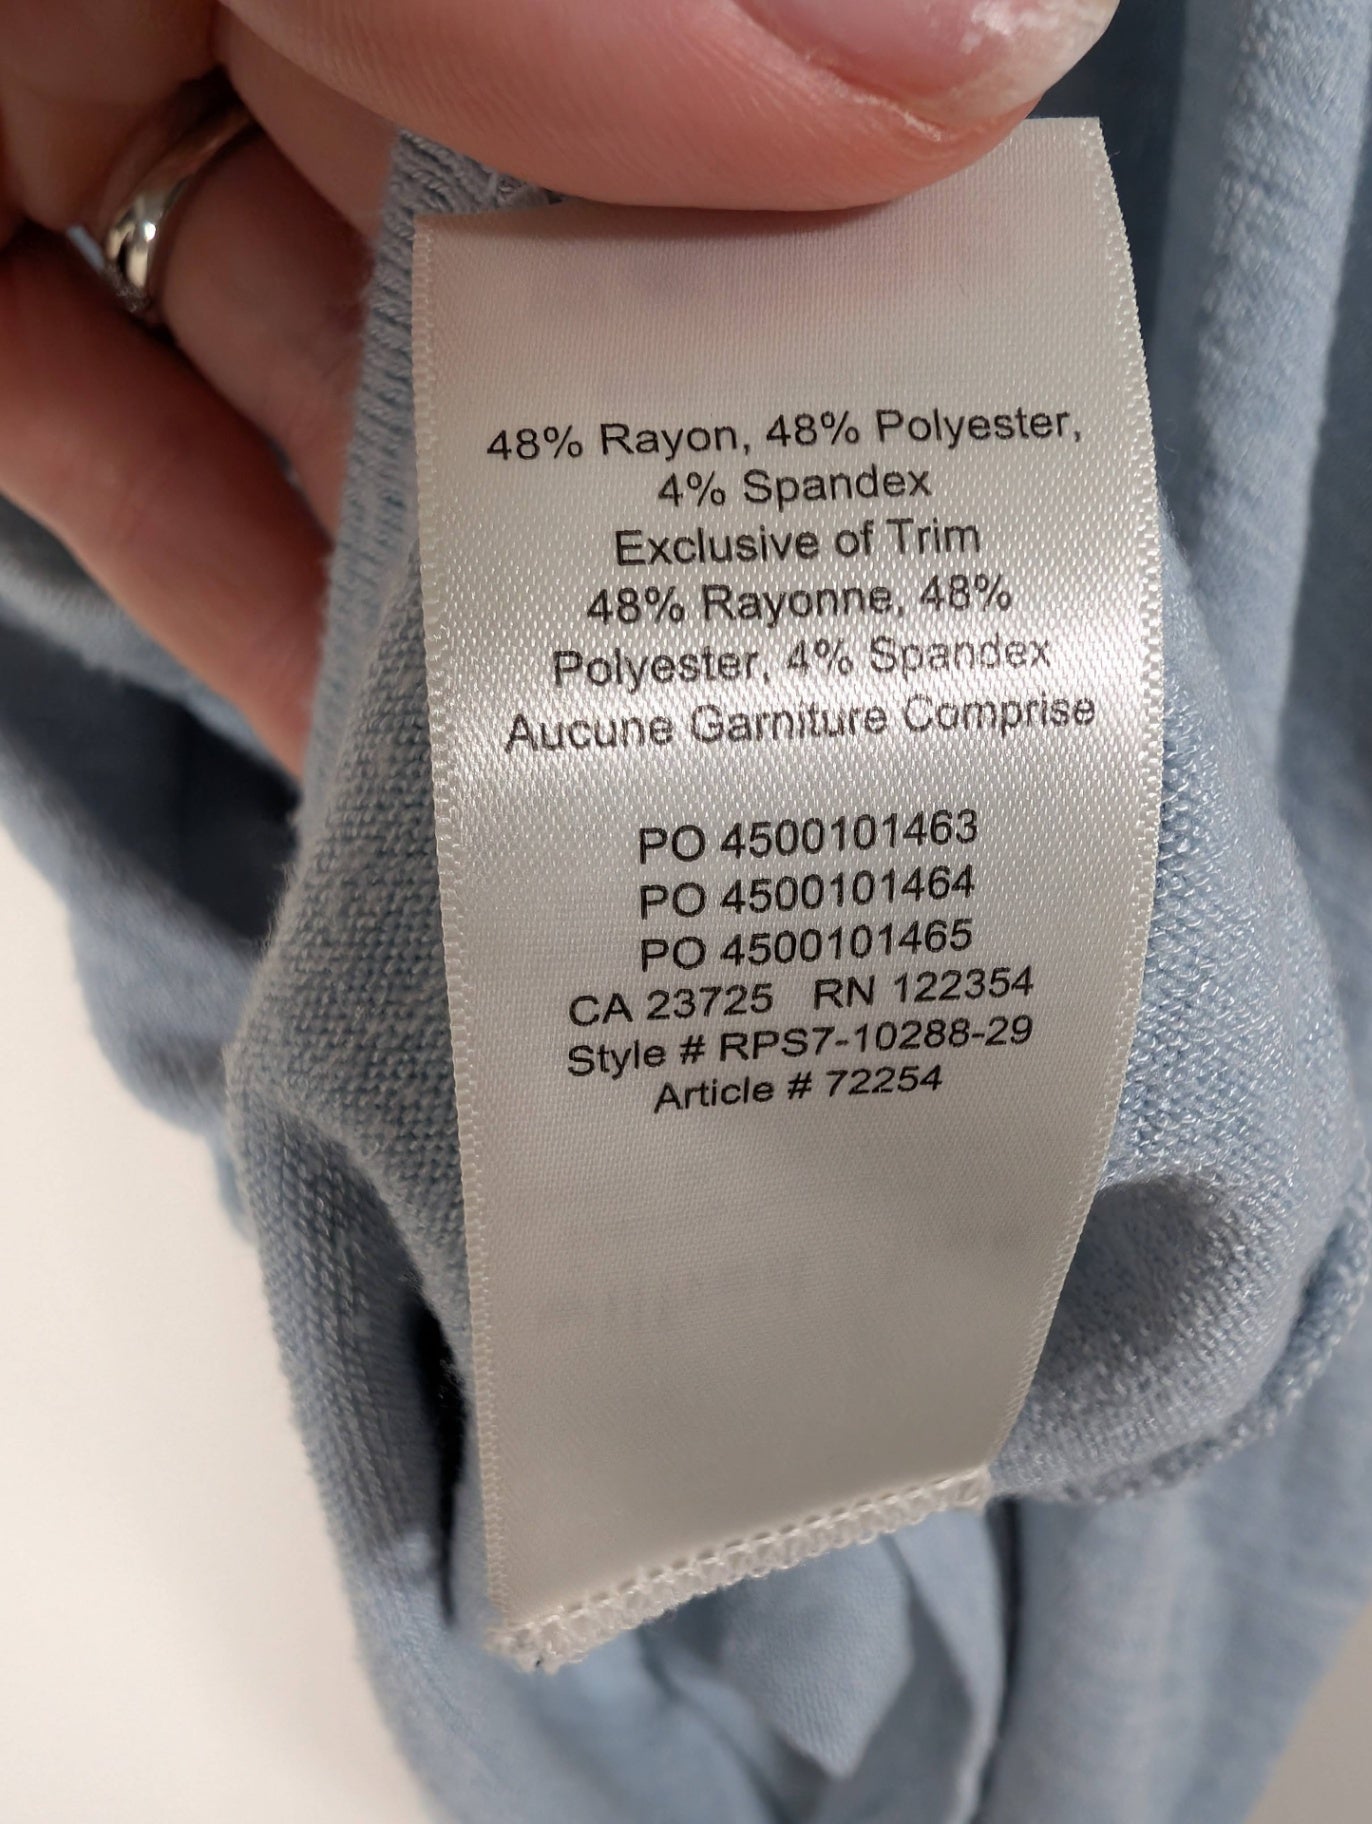 48% Rayon, 48% Polyester,
4% Spandex
Exclusive of Trim
48% Rayonne, 48%
Polyester, 4% Spandex
Aucune Garniture Comprise
PO 4500101463
PO 4500101464
PO 4500101465
CA 23725 RN 122354
Style # RPS7-10288-29
Article # 72254